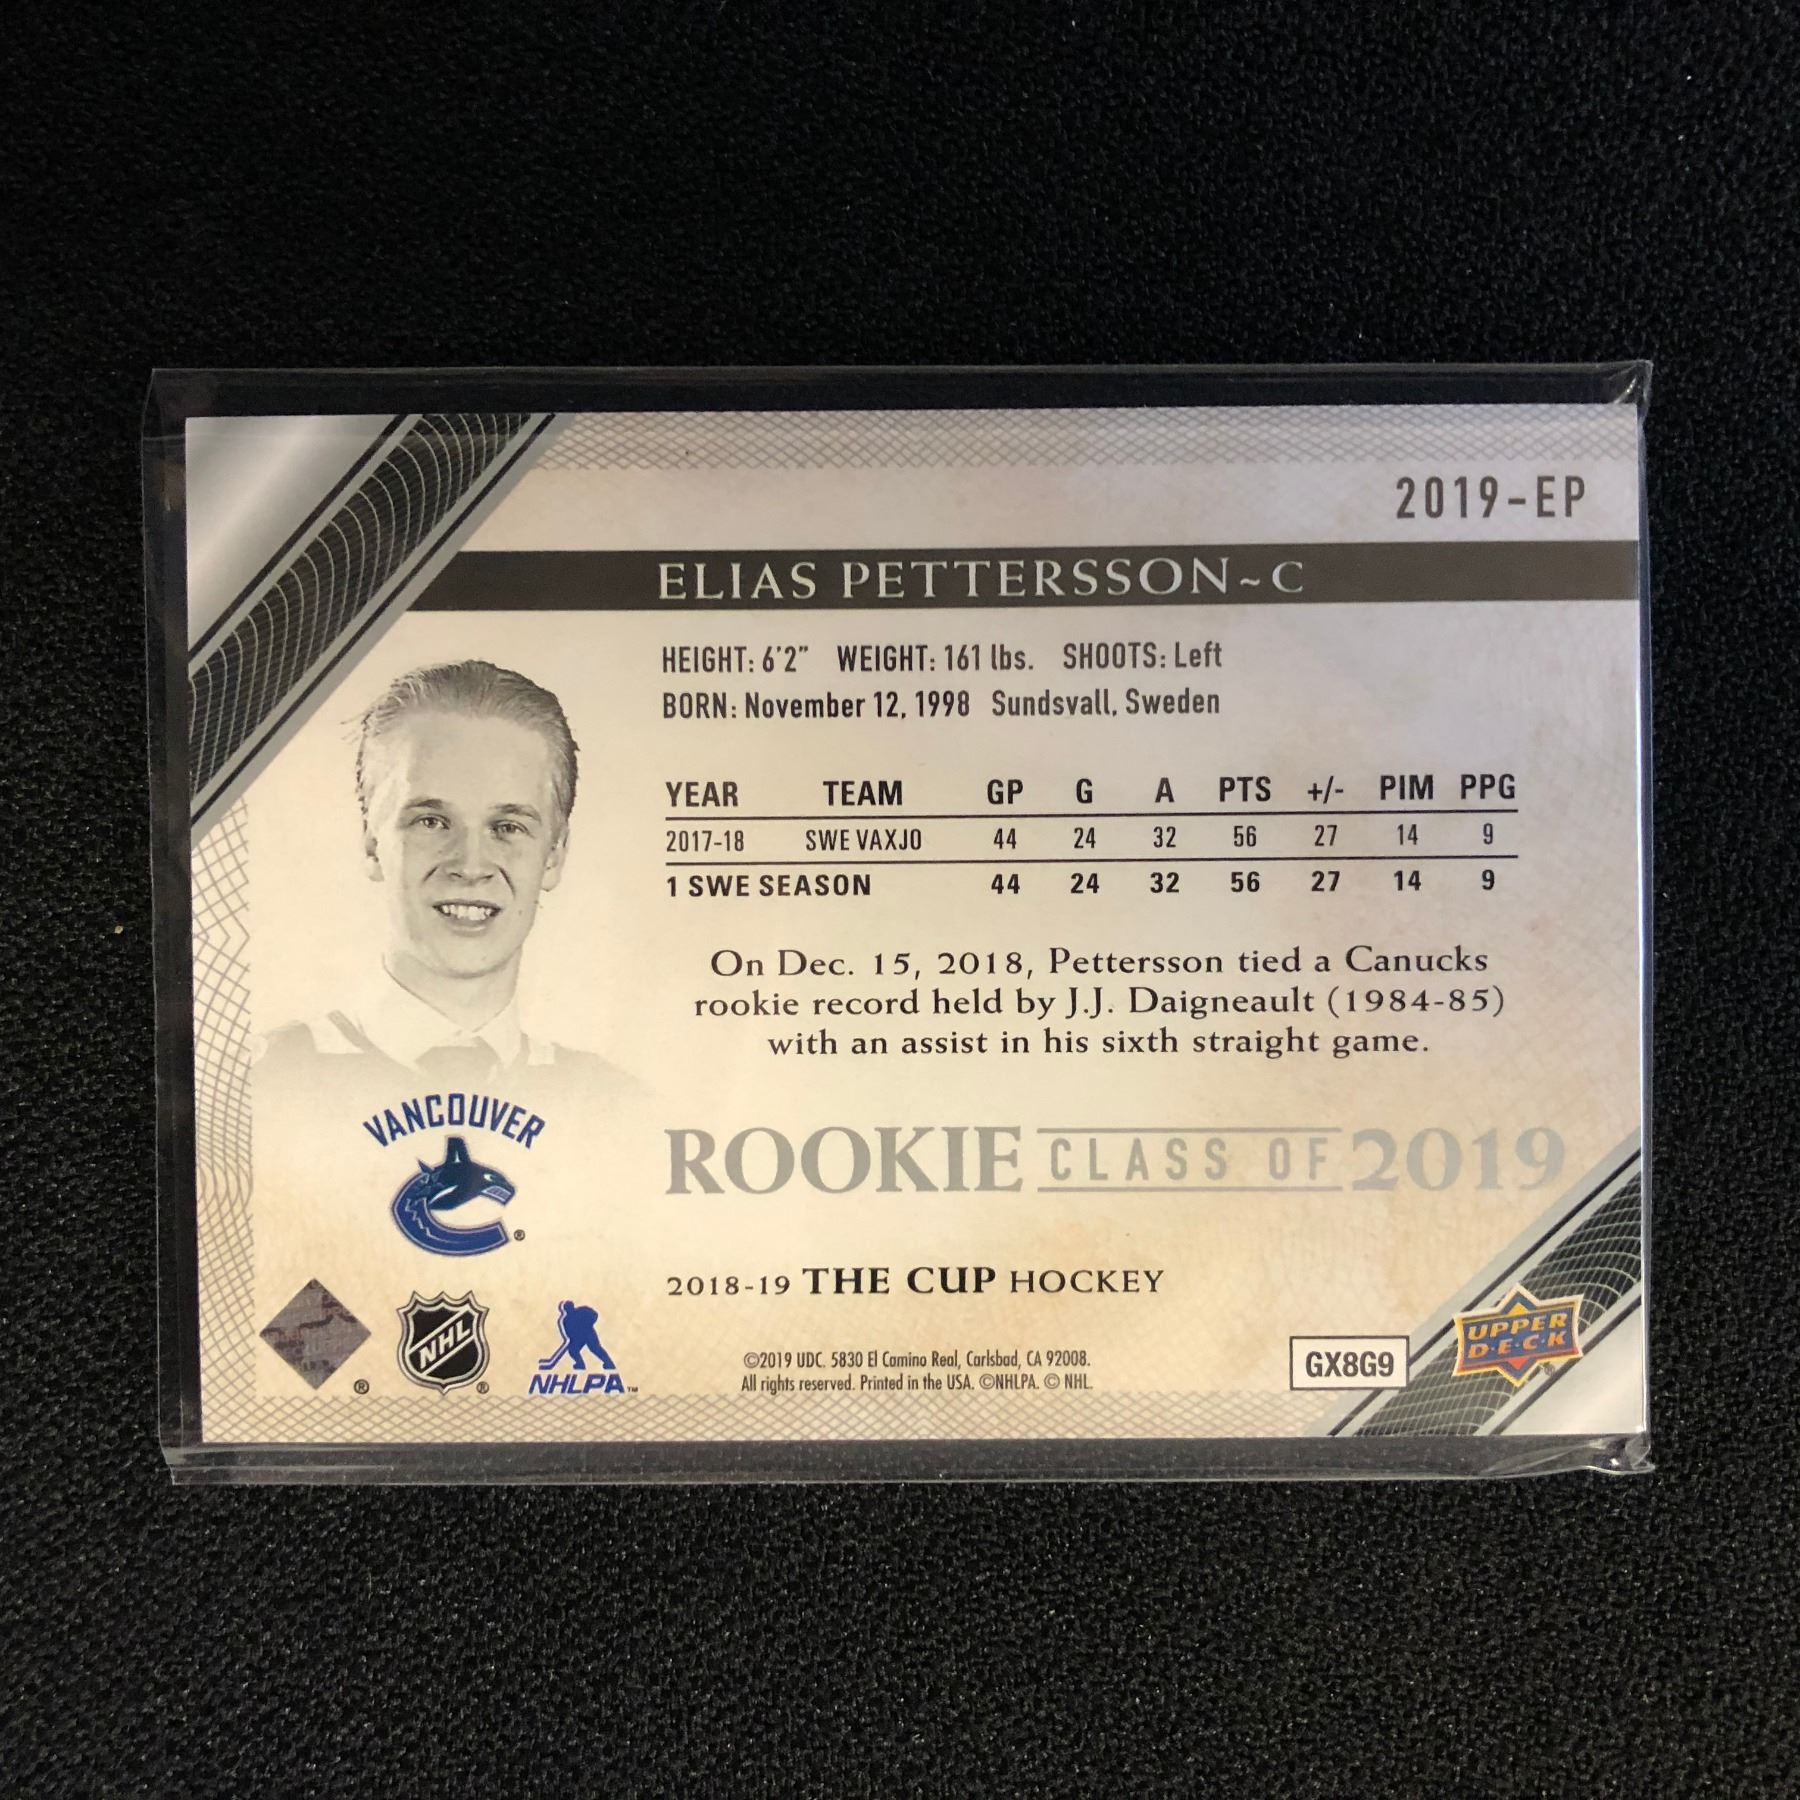 2019-EP
ELIAS PETTERSSON~C
HEIGHT: 6'2" WEIGHT: 161 lbs. SHOOTS: Left
BORN: November 12, 1998 Sundsvall, Sweden
YEAR TEAM GP G A PTS +/- PIM PPG
2017-18 SWE VAXJO 44 24 32 56 27 14 9
1 SWE SEASON 44 24 32 56 27 14 9
On Dec. 15, 2018, Pettersson tied a Canucks
rookie record held by J.J. Daigneault (1984-85)
with an assist in his sixth straight game.
VANCOUVER
®
ROOKIE CLASS OF 2019
2018-19 THE CUP HOCKEY
®
NHL
®
NHLPA™
©2019 UDC. 5830 El Camino Real, Carlsbad, CA 92008.
All rights reserved. Printed in the USA. ©NHLPA. © NHL.
GX8G9
UPPER
D·E·C·K